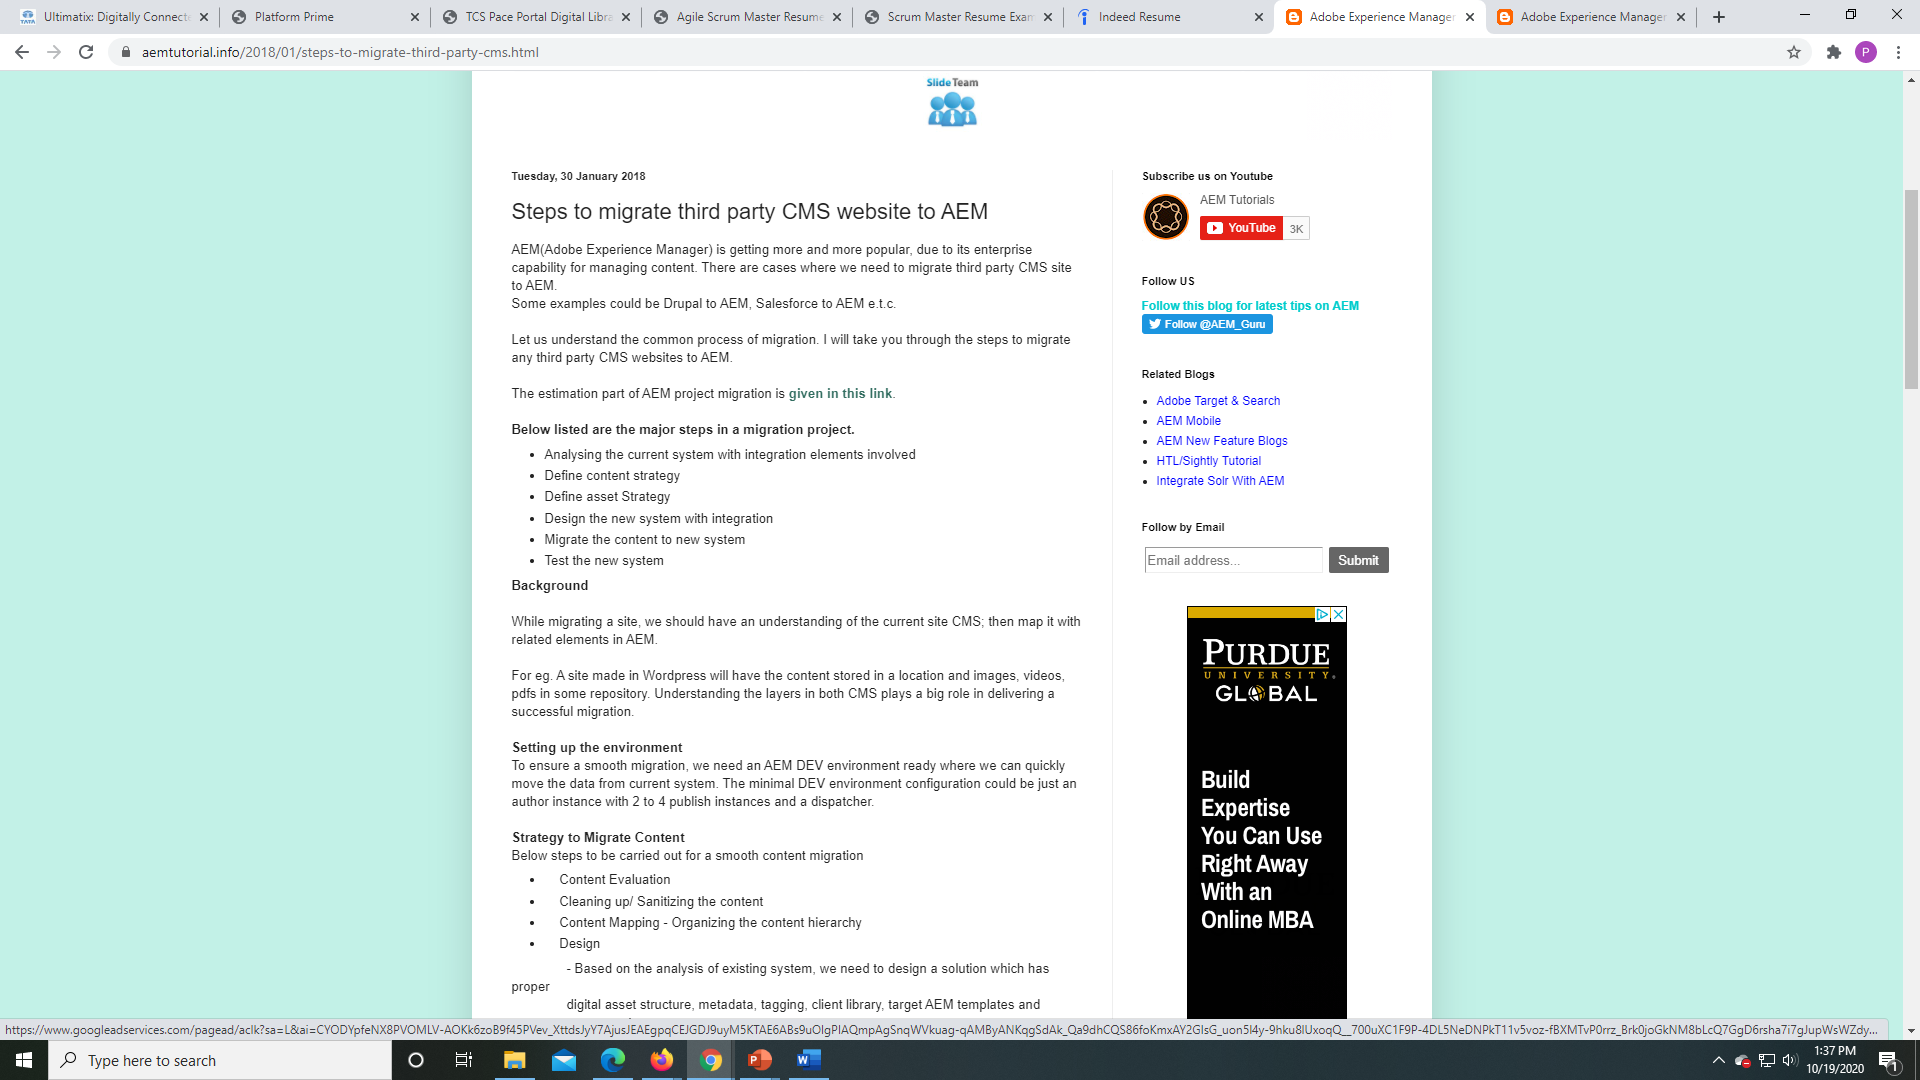 Ultimatix: Digitally Connecte
Platform Prime
TCS Pace Portal Digital Libra
Agile Scrum Master Resume
Scrum Master Resume Exam
Indeed Resume
Adobe Experience Manager
Adobe Experience Manager
aemtutorial.info/2018/01/steps-to-migrate-third-party-cms.html
P
SlideTeam
Tuesday, 30 January 2018
Steps to migrate third party CMS website to AEM
AEM(Adobe Experience Manager) is getting more and more popular, due to its enterprise
capability for managing content. There are cases where we need to migrate third party CMS site
to AEM.
Some examples could be Drupal to AEM, Salesforce to AEM e.t.c.
Let us understand the common process of migration. I will take you through the steps to migrate
any third party CMS websites to AEM.
The estimation part of AEM project migration is given in this link.
Below listed are the major steps in a migration project.
• Analysing the current system with integration elements involved
• Define content strategy
• Define asset Strategy
• Design the new system with integration
• Migrate the content to new system
• Test the new system
Background
While migrating a site, we should have an understanding of the current site CMS; then map it with
related elements in AEM.
For eg. A site made in Wordpress will have the content stored in a location and images, videos,
pdfs in some repository. Understanding the layers in both CMS plays a big role in delivering a
successful migration.
Setting up the environment
To ensure a smooth migration, we need an AEM DEV environment ready where we can quickly
move the data from current system. The minimal DEV environment configuration could be just an
author instance with 2 to 4 publish instances and a dispatcher.
Strategy to Migrate Content
Below steps to be carried out for a smooth content migration
• Content Evaluation
• Cleaning up/ Sanitizing the content
• Content Mapping - Organizing the content hierarchy
• Design
- Based on the analysis of existing system, we need to design a solution which has
proper
digital asset structure, metadata, tagging, client library, target AEM templates and
Subscribe us on Youtube
AEM Tutorials
YouTube 3K
Follow US
Follow this blog for latest tips on AEM
Follow @AEM_Guru
Related Blogs
• Adobe Target & Search
• AEM Mobile
• AEM New Feature Blogs
• HTL/Sightly Tutorial
• Integrate Solr With AEM
Follow by Email
Email address... Submit
PURDUE
UNIVERSITY
GLOBAL
Build
Expertise
You Can Use
Right Away
With an
Online MBA
Type here to search
1:37 PM
10/19/2020
1